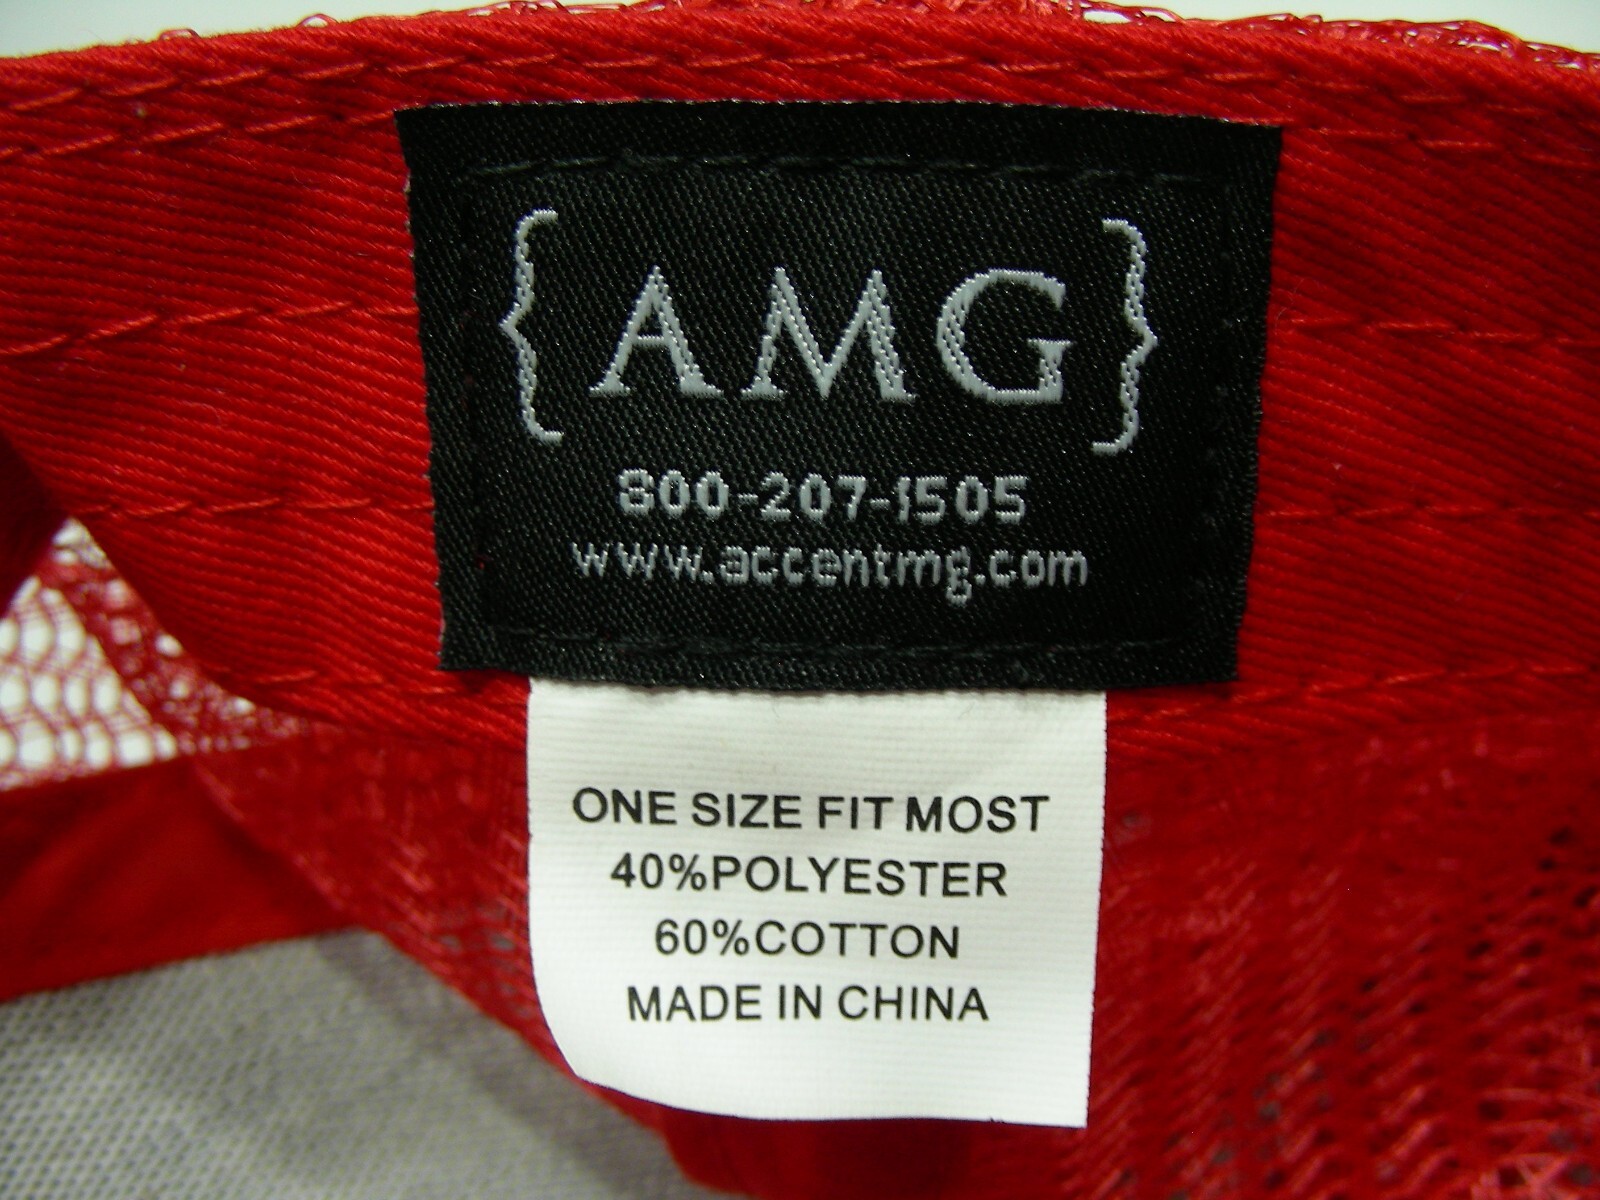 {AMG}
800-207-1505
www.accentmg.com
ONE SIZE FIT MOST
40%POLYESTER
60%COTTON
MADE IN CHINA